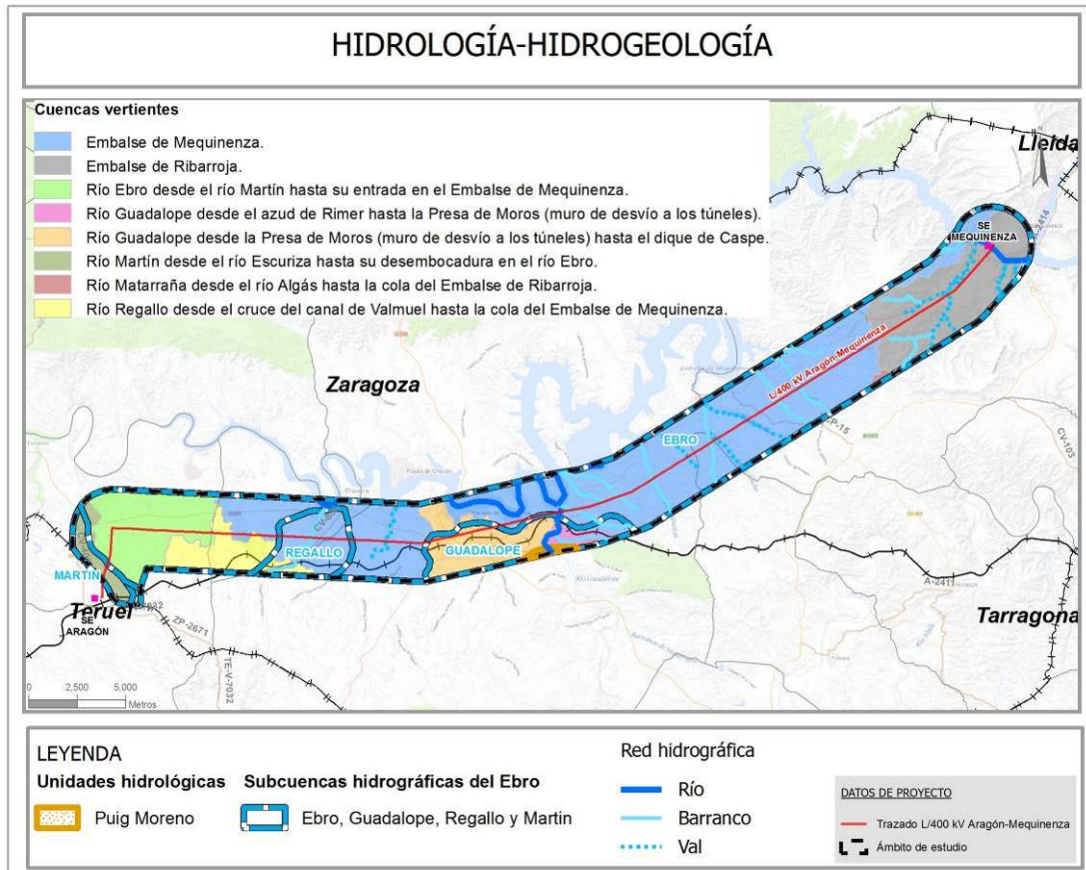 HIDROLOGÍA-HIDROGEOLOGÍA
Cuencas vertientes
Embalse de Mequinenza.
Embalse de Ribarroja.
Río Ebro desde el río Martín hasta su entrada en el Embalse de Mequinenza.
Río Guadalope desde el azud de Rimer hasta la Presa de Moros (muro de desvío a los túneles).
Río Guadalope desde la Presa de Moros (muro de desvío a los túneles) hasta el dique de Caspe.
Río Martín desde el río Escuriza hasta su desembocadura en el río Ebro.
Río Matarraña desde el río Algás hasta la cola del Embalse de Ribarroja.
Río Regallo desde el cruce del canal de Valmuel hasta la cola del Embalse de Mequinenza.
Lleida
N
SE
MEQUINENZA
L/400 kV Aragón-Mequinenza
Zaragoza
EBRO
CP-15
CV-103
REGALLO
GUADALOPE
MARTIN
Río Guadalope
A-2411
Teruel
SE
ARAGÓN
ZP-2671
TE-V-7032
Tarragona
0 2,500 5,000
Metros
LEYENDA
Unidades hidrológicas
Puig Moreno
Subcuencas hidrográficas del Ebro
Ebro, Guadalope, Regallo y Martin
Red hidrográfica
Río
Barranco
Val
DATOS DE PROYECTO
Trazado L/400 kV Aragón-Mequinenza
Ámbito de estudio